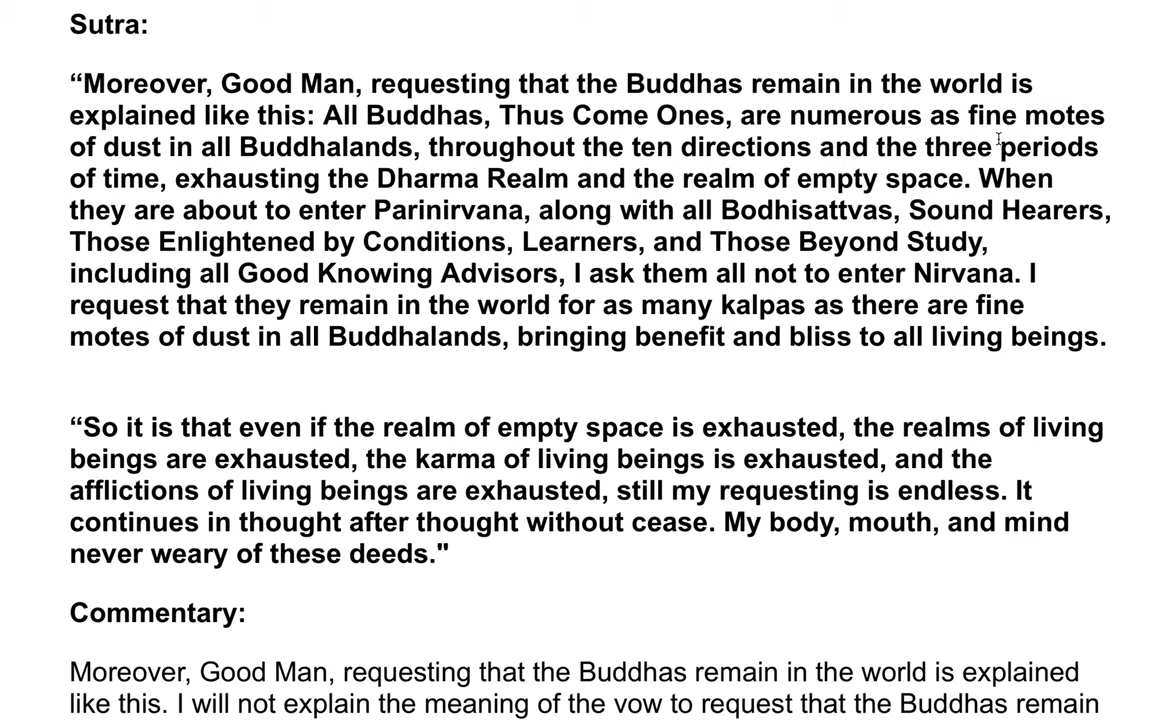 Sutra:
“Moreover, Good Man, requesting that the Buddhas remain in the world is
explained like this: All Buddhas, Thus Come Ones, are numerous as fine motes
of dust in all Buddhalands, throughout the ten directions and the three periods
of time, exhausting the Dharma Realm and the realm of empty space. When
they are about to enter Parinirvana, along with all Bodhisattvas, Sound Hearers,
Those Enlightened by Conditions, Learners, and Those Beyond Study,
including all Good Knowing Advisors, I ask them all not to enter Nirvana. I
request that they remain in the world for as many kalpas as there are fine
motes of dust in all Buddhalands, bringing benefit and bliss to all living beings.
“So it is that even if the realm of empty space is exhausted, the realms of living
beings are exhausted, the karma of living beings is exhausted, and the
afflictions of living beings are exhausted, still my requesting is endless. It
continues in thought after thought without cease. My body, mouth, and mind
never weary of these deeds."
Commentary:
Moreover, Good Man, requesting that the Buddhas remain in the world is explained
like this. I will not explain the meaning of the vow to request that the Buddhas remain